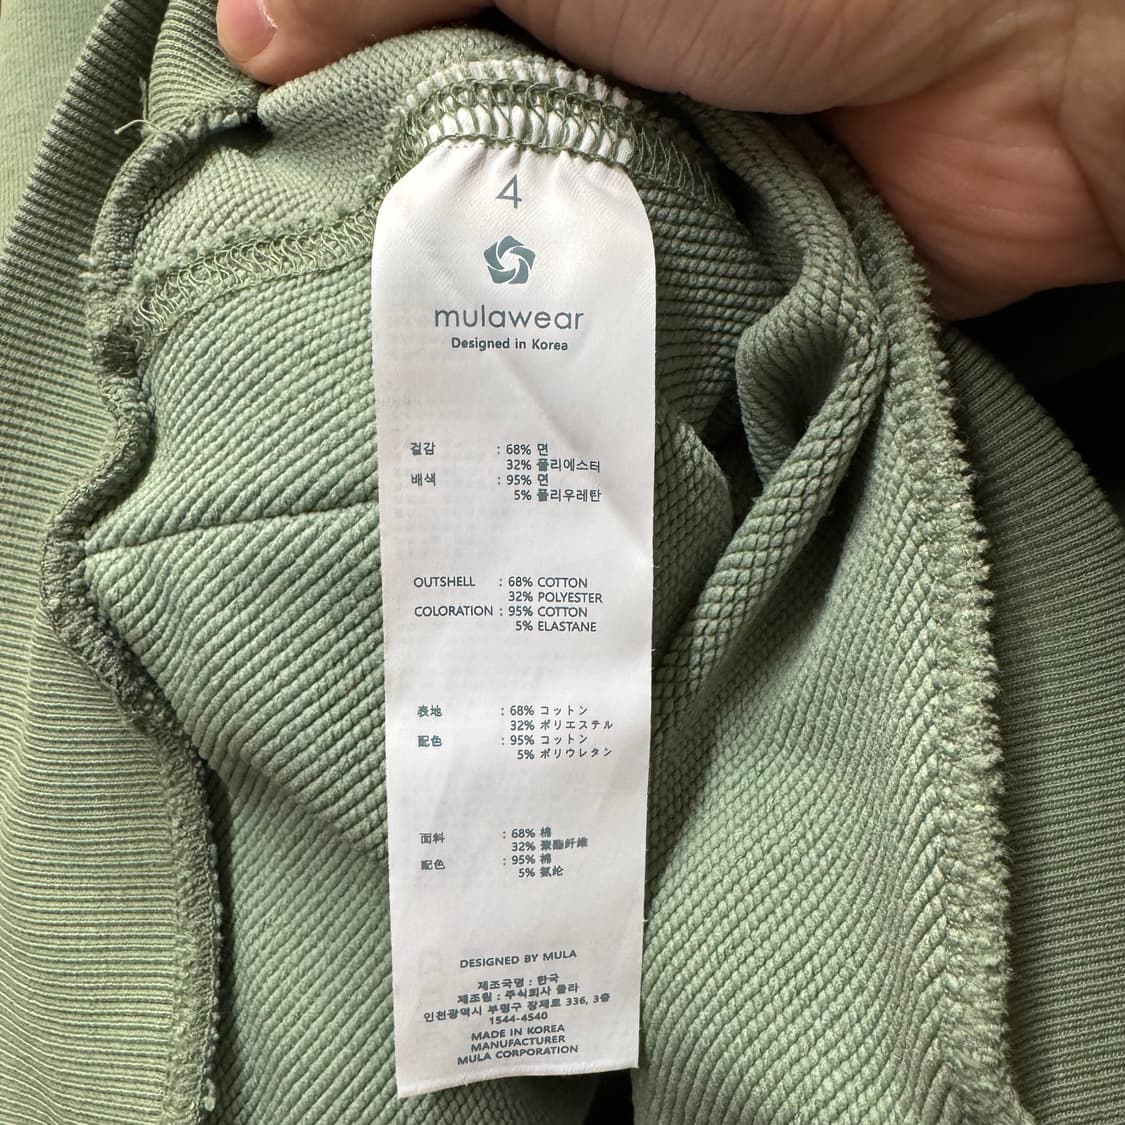 4
mulawear
Designed in Korea
겉감 : 68% 면
32% 폴리에스터
배색 : 95% 면
5% 폴리우레탄
OUTSHELL : 68% COTTON
32% POLYESTER
COLORATION : 95% COTTON
5% ELASTANE
表地 : 68% コットン
32% ポリエステル
配色 : 95% コットン
5% ポリウレタン
面料 : 68% 棉
32% 聚酯纤维
配色 : 95% 棉
5% 氨纶
DESIGNED BY MULA
제조국명 : 한국
제조원 : 주식회사 뮬라
인천광역시 부평구 장제로 336, 3층
1544-4540
MADE IN KOREA
MANUFACTURER
MULA CORPORATION